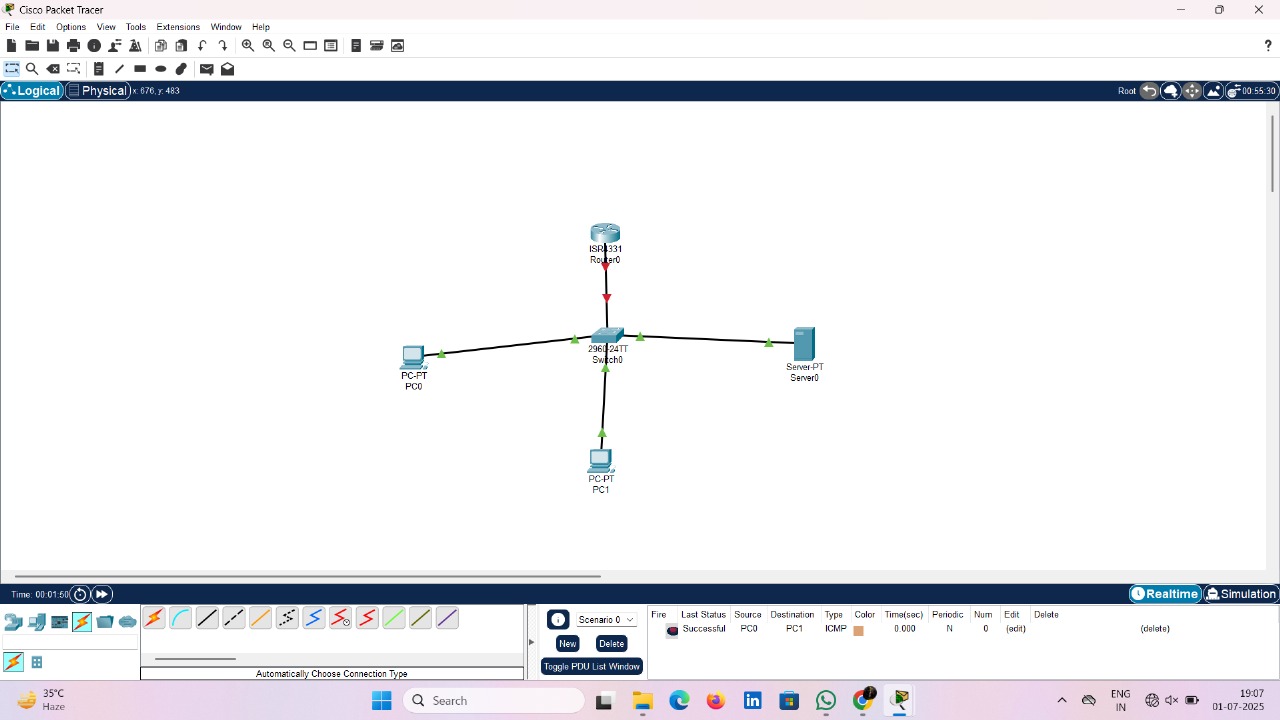 Cisco Packet Tracer
File Edit Options View Tools Extensions Window Help
?
Logical Physical x: 676, y: 483 Root 00:55:30
ISR4331
Router0
2960-24TT
Switch0
PC-PT
PC0
Server-PT
Server0
PC-PT
PC1
Time: 00:01:50 Realtime Simulation
Scenario 0
New Delete
Toggle PDU List Window
Fire Last Status Source Destination Type Color Time(sec) Periodic Num Edit Delete
Successful PC0 PC1 ICMP 0.000 N 0 (edit) (delete)
Automatically Choose Connection Type
35°C
Haze
Search
ENG
IN
19:07
01-07-2025